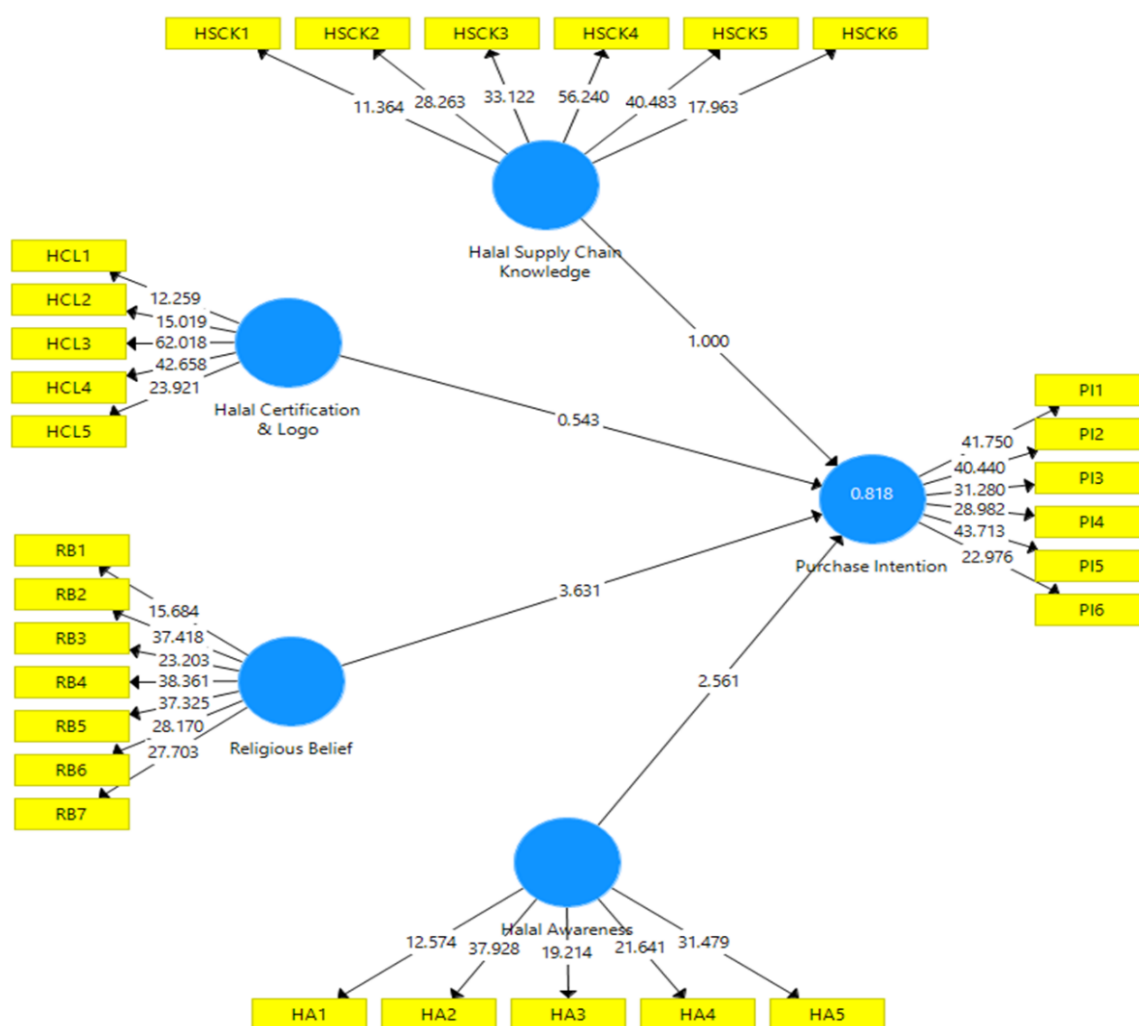 HSCK1 HSCK2 HSCK3 HSCK4 HSCK5 HSCK6
11.364 28.263 33.122 56.240 40.483 17.963
Halal Supply Chain
Knowledge
HCL1
HCL2
HCL3
HCL4
HCL5
12.259
15.019
62.018
42.658
23.921
Halal Certification
& Logo
1.000
0.543
3.631
2.561
RB1
RB2
RB3
RB4
RB5
RB6
RB7
15.684
37.418
23.203
38.361
37.325
28.170
27.703
Religious Belief
0.818
Purchase Intention
41.750
40.440
31.280
28.982
43.713
22.976
PI1
PI2
PI3
PI4
PI5
PI6
Halal Awareness
12.574 37.928 19.214 21.641 31.479
HA1 HA2 HA3 HA4 HA5